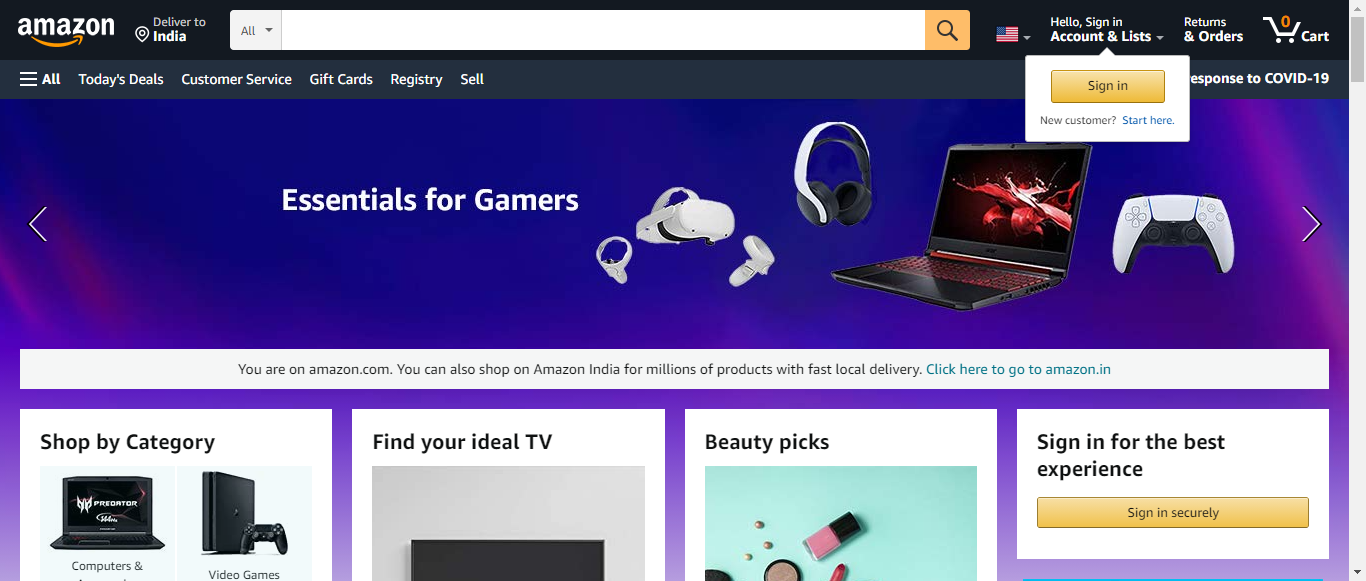 amazon
Deliver to
India
All
Hello, Sign in
Account & Lists
Returns
& Orders
0
Cart
All
Today's Deals
Customer Service
Gift Cards
Registry
Sell
esponse to COVID-19
Sign in
New customer? Start here.
Essentials for Gamers
You are on amazon.com. You can also shop on Amazon India for millions of products with fast local delivery. Click here to go to amazon.in
Shop by Category
PREDATOR
144Hz
Computers &
Video Games
Find your ideal TV
Beauty picks
Sign in for the best
experience
Sign in securely